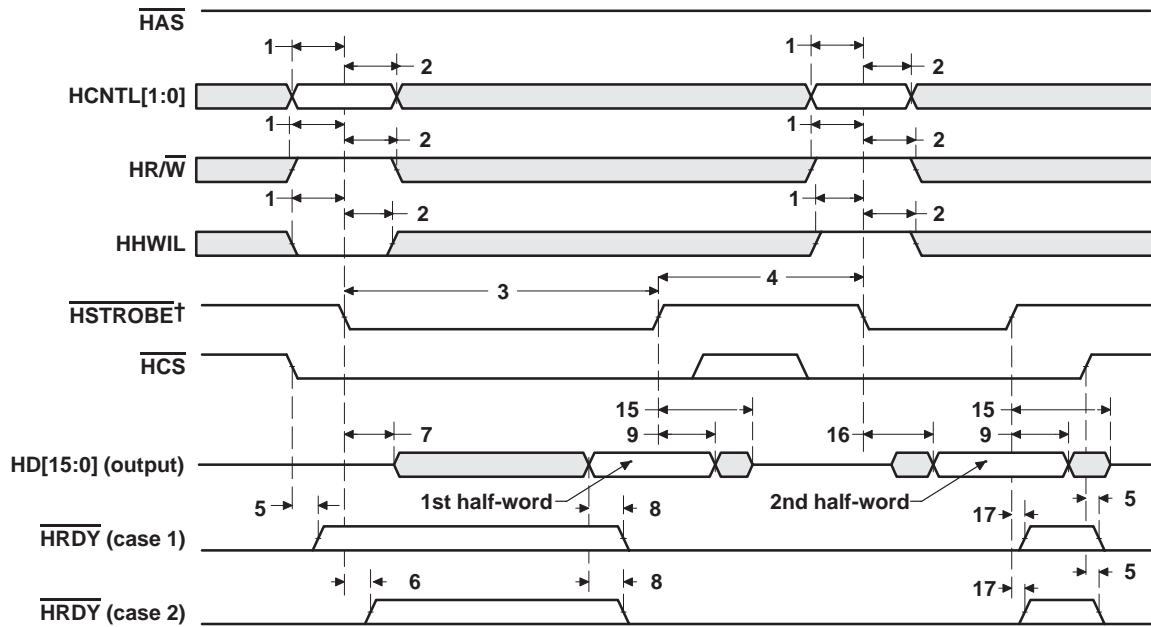 HAS
1 1
2 2
HCNTL[1:0]
1 1
2 2
HR/W
1 1
2 2
HHWIL
3 4
HSTROBE†
HCS
15 15
7 9 16 9
HD[15:0] (output)
1st half-word 2nd half-word
5 8 17 5
HRDY (case 1)
6 8 17 5
HRDY (case 2)